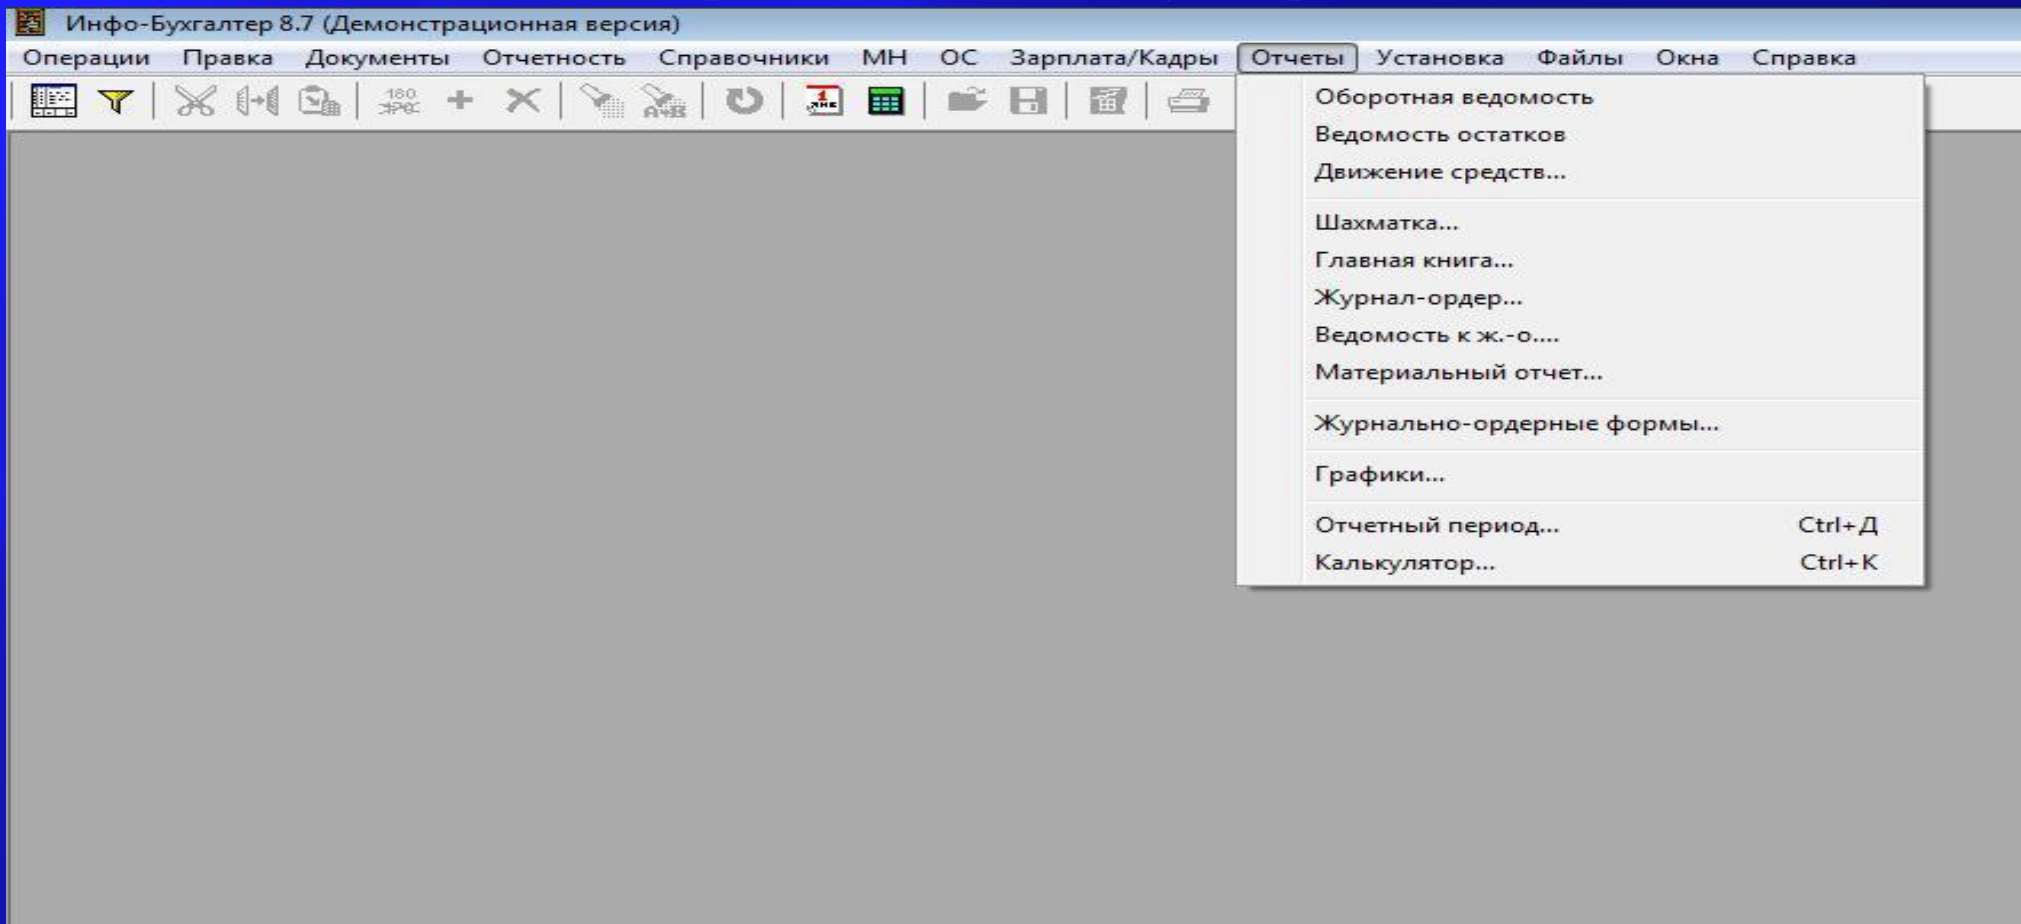 Инфо-Бухгалтер 8.7 (Демонстрационная версия)
Операции Правка Документы Отчетность Справочники МН ОС Зарплата/Кадры Отчеты Установка Файлы Окна Справка
Оборотная ведомость
Ведомость остатков
Движение средств...
Шахматка...
Главная книга...
Журнал-ордер...
Ведомость к ж.-о....
Материальный отчет...
Журнально-ордерные формы...
Графики...
Отчетный период... Ctrl+Д
Калькулятор... Ctrl+К